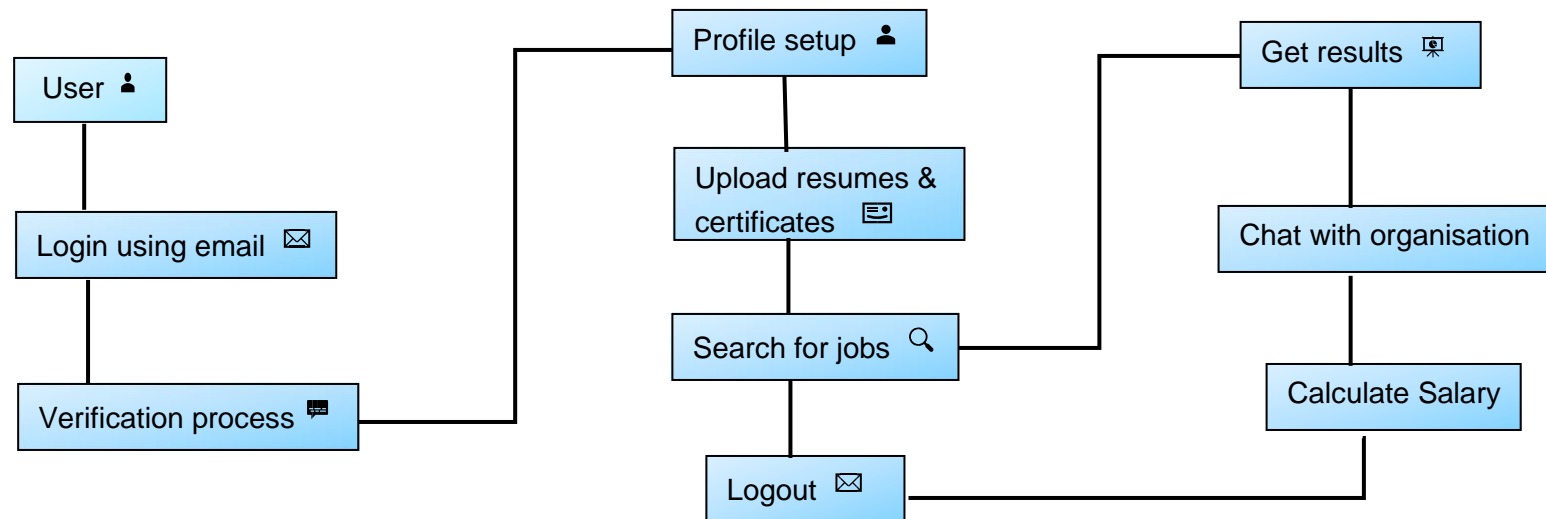 User
Login using email
Verification process
Profile setup
Upload resumes &
certificates
Search for jobs
Logout
Get results
Chat with organisation
Calculate Salary